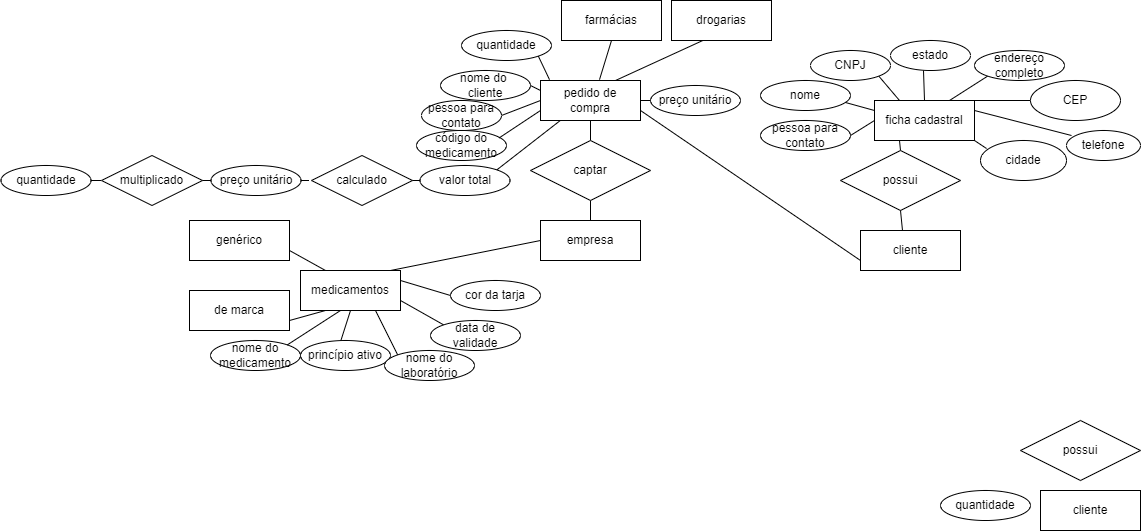 farmácias
drogarias
quantidade
nome do
cliente
pessoa para
contato
código do
medicamento
pedido de
compra
preço unitário
CNPJ
estado
endereço
completo
nome
CEP
ficha cadastral
pessoa para
contato
telefone
cidade
quantidade
multiplicado
preço unitário
calculado
valor total
captar
possui
genérico
empresa
cliente
medicamentos
cor da tarja
de marca
data de
validade
nome do
medicamento
princípio ativo
nome do
laboratório
possui
quantidade
cliente